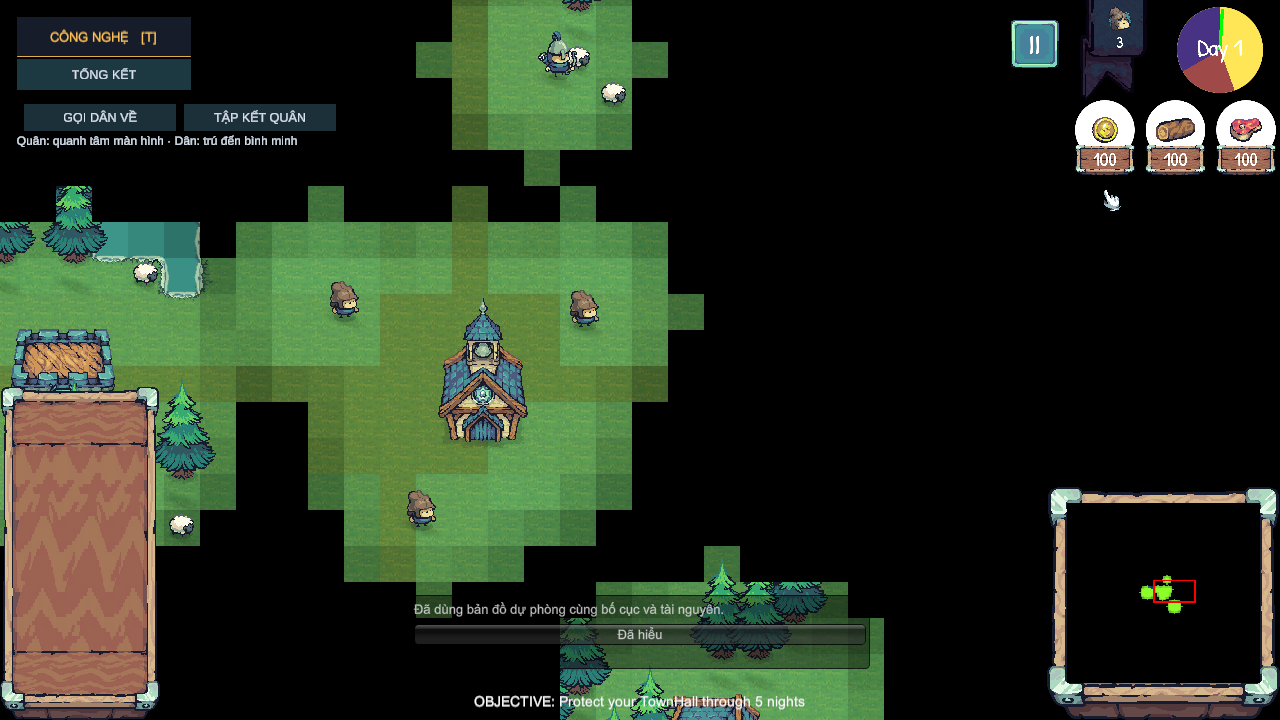 CÔNG NGHỆ [T]
TỔNG KẾT
GỌI DÂN VỀ
TẬP KẾT QUÂN
Quân: quanh tâm màn hình · Dân: trú đến bình minh
3
Day 1
100
100
100
Đã dùng bản đồ dự phòng cùng bố cục và tài nguyên.
Đã hiểu
OBJECTIVE: Protect your TownHall through 5 nights